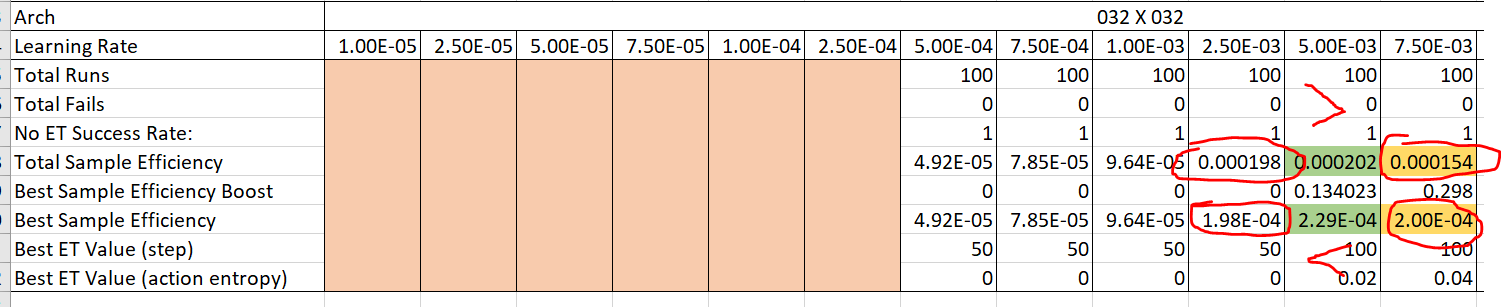 Arch 032 X 032
Learning Rate 1.00E-05 2.50E-05 5.00E-05 7.50E-05 1.00E-04 2.50E-04 5.00E-04 7.50E-04 1.00E-03 2.50E-03 5.00E-03 7.50E-03
Total Runs 100 100 100 100 100 100
Total Fails 0 0 0 0 0 0
No ET Success Rate: 1 1 1 1 1 1
Total Sample Efficiency 4.92E-05 7.85E-05 9.64E-05 0.000198 0.000202 0.000154
Best Sample Efficiency Boost 0 0 0 0 0.134023 0.298
Best Sample Efficiency 4.92E-05 7.85E-05 9.64E-05 1.98E-04 2.29E-04 2.00E-04
Best ET Value (step) 50 50 50 50 100 100
Best ET Value (action entropy) 0 0 0 0 0.02 0.04